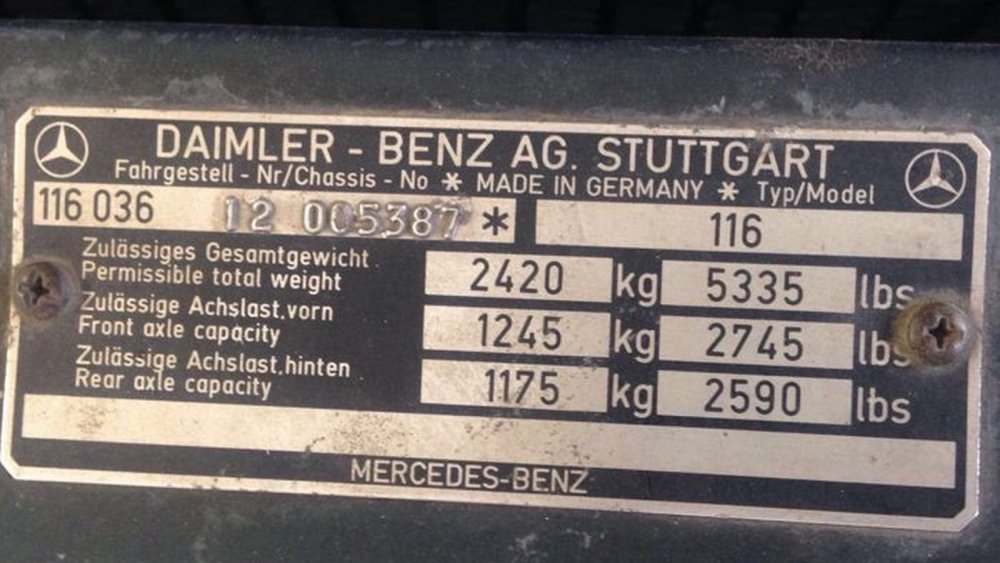 DAIMLER - BENZ AG. STUTTGART
Fahrgestell - Nr/Chassis - No * MADE IN GERMANY * Typ/Model
116 036 12 005387 * 116
Zulässiges Gesamtgewicht
Permissible total weight 2420 kg 5335 lbs
Zulässige Achslast,vorn
Front axle capacity 1245 kg 2745 lbs
Zulässige Achslast,hinten
Rear axle capacity 1175 kg 2590 lbs
MERCEDES-BENZ